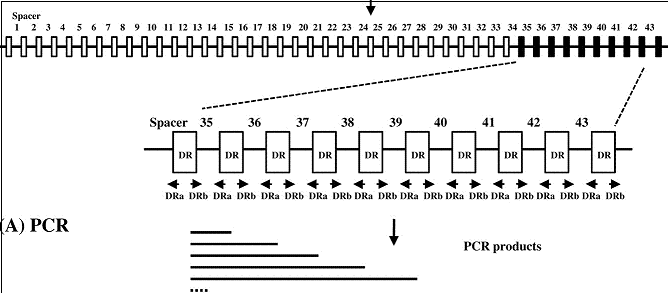 Spacer
1 2 3 4 5 6 7 8 9 10 11 12 13 14 15 16 17 18 19 20 21 22 23 24 25 26 27 28 29 30 31 32 33 34 35 36 37 38 39 40 41 42 43
Spacer 35 36 37 38 39 40 41 42 43
DR DR DR DR DR DR DR DR DR DR
DRa DRb DRa DRb DRa DRb DRa DRb DRa DRb DRa DRb DRa DRb DRa DRb DRa DRb DRa DRb
(A) PCR
PCR products